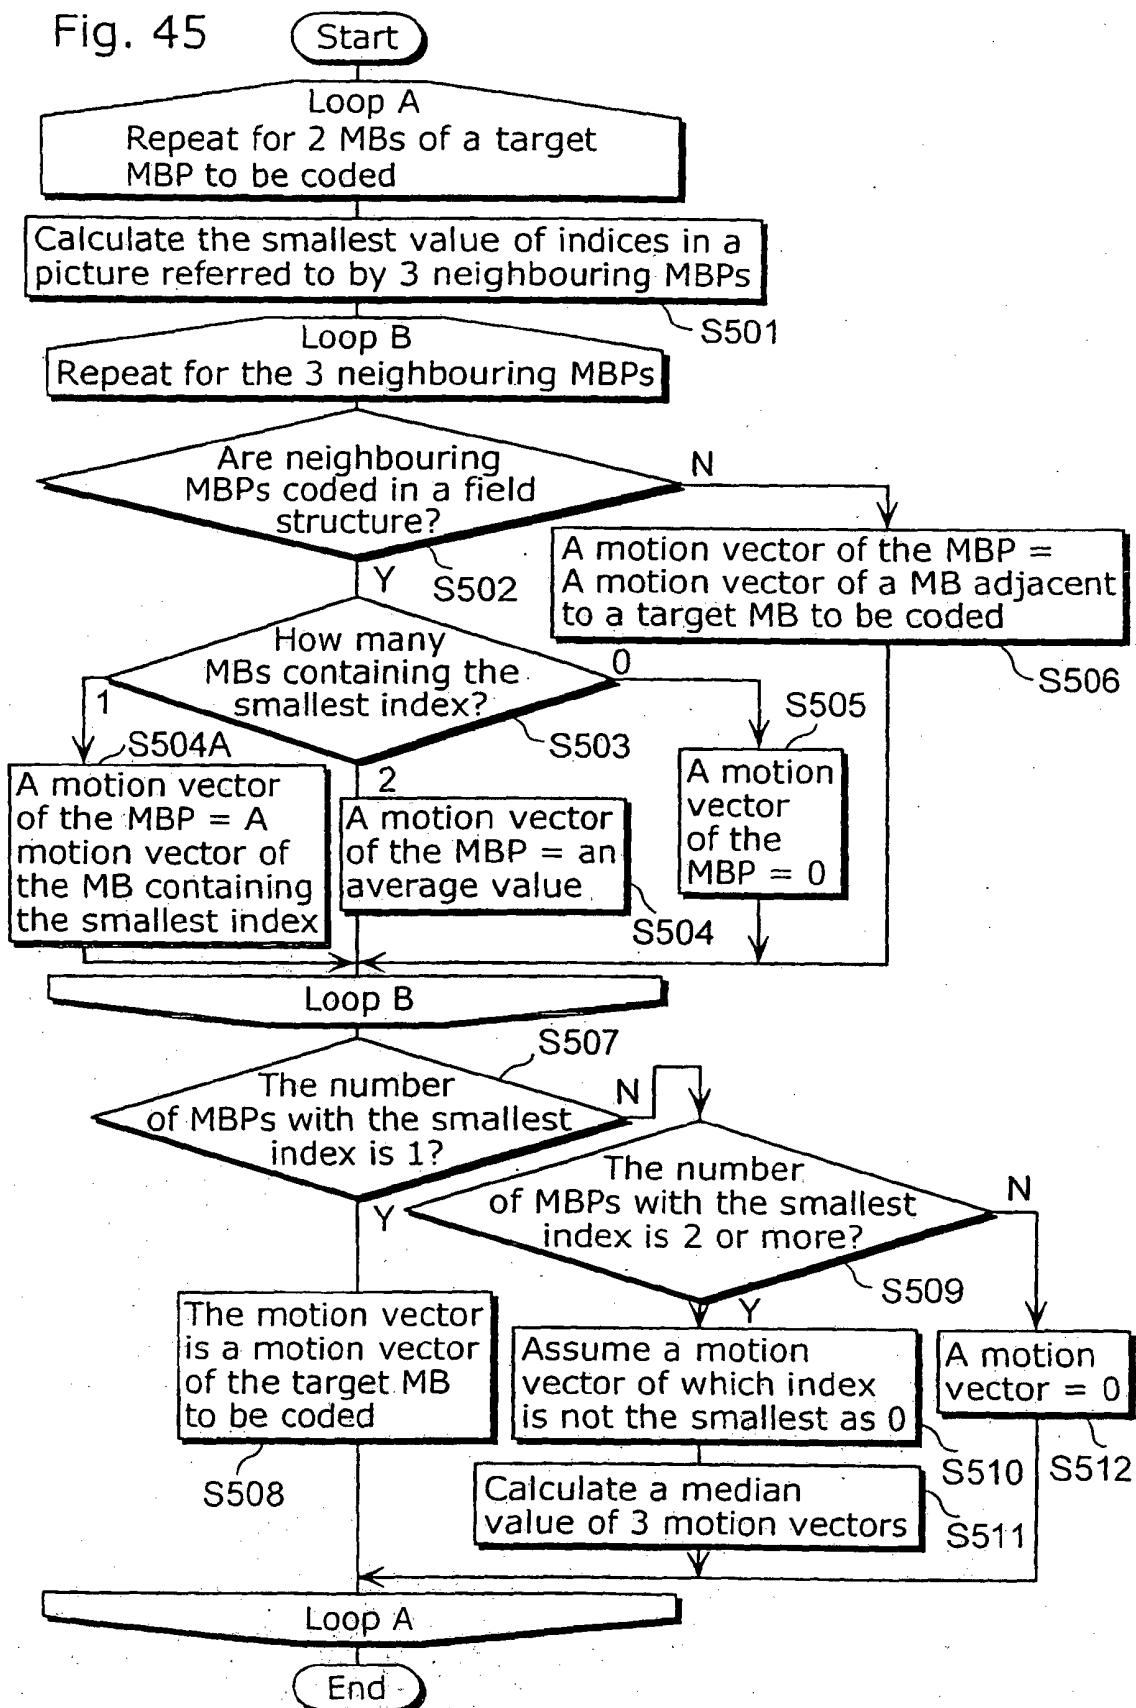 Fig. 45
Start
Loop A
Repeat for 2 MBs of a target
MBP to be coded
Calculate the smallest value of indices in a
picture referred to by 3 neighbouring MBPs
S501
Loop B
Repeat for the 3 neighbouring MBPs
Are neighbouring
MBPs coded in a field
structure?
N
Y
S502
A motion vector of the MBP =
A motion vector of a MB adjacent
to a target MB to be coded
S506
How many
MBs containing the
smallest index?
0
1
2
S503
S505
S504A
A motion vector
of the MBP = A
motion vector of
the MB containing
the smallest index
A motion vector
of the MBP = an
average value
S504
A motion
vector
of the
MBP = 0
Loop B
S507
The number
of MBPs with the smallest
index is 1?
N
Y
The number
of MBPs with the smallest
index is 2 or more?
N
Y
S509
The motion vector
is a motion vector
of the target MB
to be coded
S508
Assume a motion
vector of which index
is not the smallest as 0
S510
A motion
vector = 0
S512
Calculate a median
value of 3 motion vectors
S511
Loop A
End